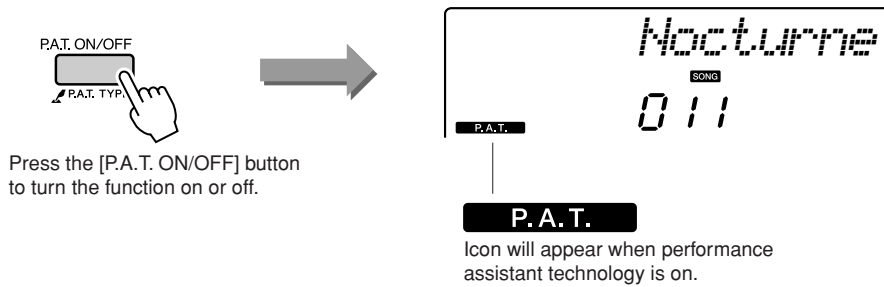 P.A.T. ON/OFF
P.A.T. TYP
Press the [P.A.T. ON/OFF] button
to turn the function on or off.
Nocturne
SONG
011
P.A.T.
P.A.T.
Icon will appear when performance
assistant technology is on.